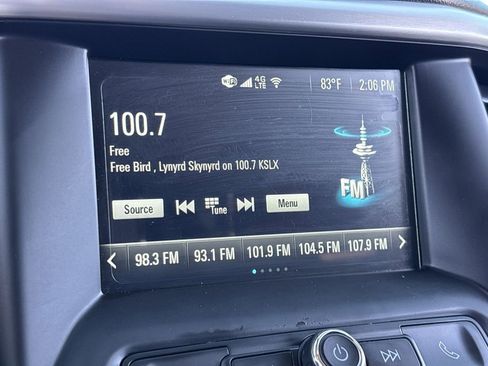 WiFi 4G LTE 83°F 2:06 PM
100.7
Free
Free Bird , Lynyrd Skynyrd on 100.7 KSLX
FM
Source Tune Menu
98.3 FM 93.1 FM 101.9 FM 104.5 FM 107.9 FM